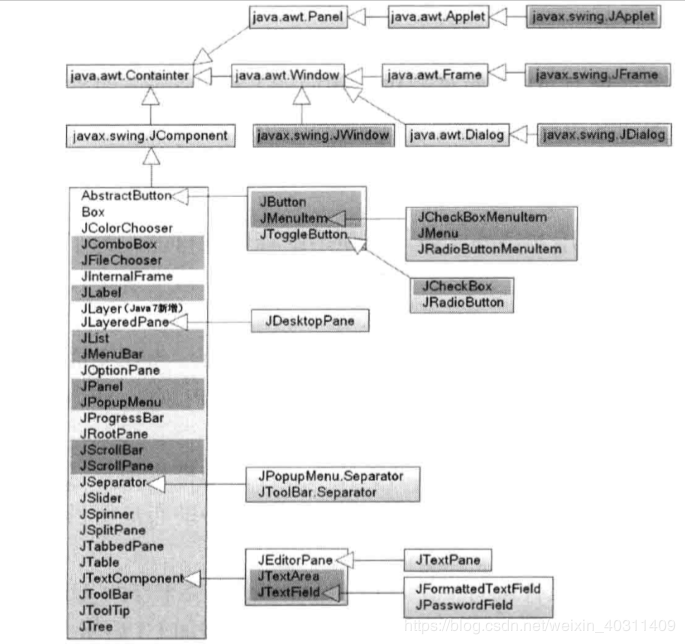 java.awt.Panel
java.awt.Applet
javax.swing.JApplet
java.awt.Containter
java.awt.Window
java.awt.Frame
javax.swing.JFrame
javax.swing.JComponent
javax.swing.JWindow
java.awt.Dialog
javax.swing.JDialog
AbstractButton
Box
JColorChooser
JComboBox
JFileChooser
JInternalFrame
JLabel
JLayer(Java 7新增)
JLayeredPane
JList
JMenuBar
JOptionPane
JPanel
JPopupMenu
JProgressBar
JRootPane
JScrollBar
JScrollPane
JSeparator
JSlider
JSpinner
JSplitPane
JTabbedPane
JTable
JTextComponent
JToolBar
JToolTip
JTree
JButton
JMenuItem
JToggleButton
JCheckBoxMenuItem
JMenu
JRadioButtonMenuItem
JCheckBox
JRadioButton
JDesktopPane
JPopupMenu.Separator
JToolBar.Separator
JEditorPane
JTextArea
JTextField
JTextPane
JFormattedTextField
JPasswordField
https://blog.csdn.net/weixin_40311409